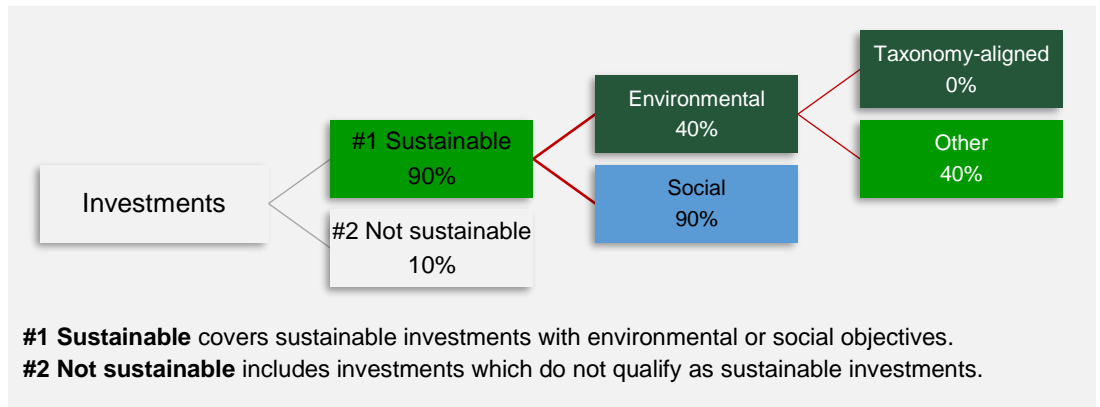 Investments
#1 Sustainable
90%
#2 Not sustainable
10%
Environmental
40%
Social
90%
Taxonomy-aligned
0%
Other
40%
#1 Sustainable covers sustainable investments with environmental or social objectives.
#2 Not sustainable includes investments which do not qualify as sustainable investments.